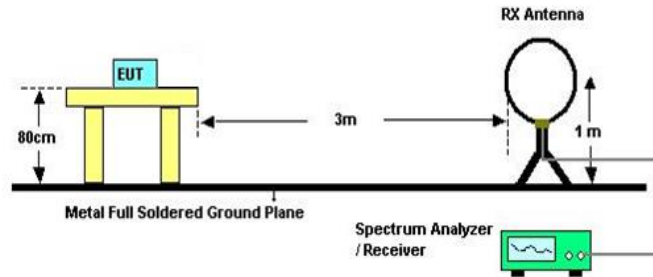 RX Antenna
EUT
80cm
3m
1 m
Metal Full Soldered Ground Plane
Spectrum Analyzer
/ Receiver